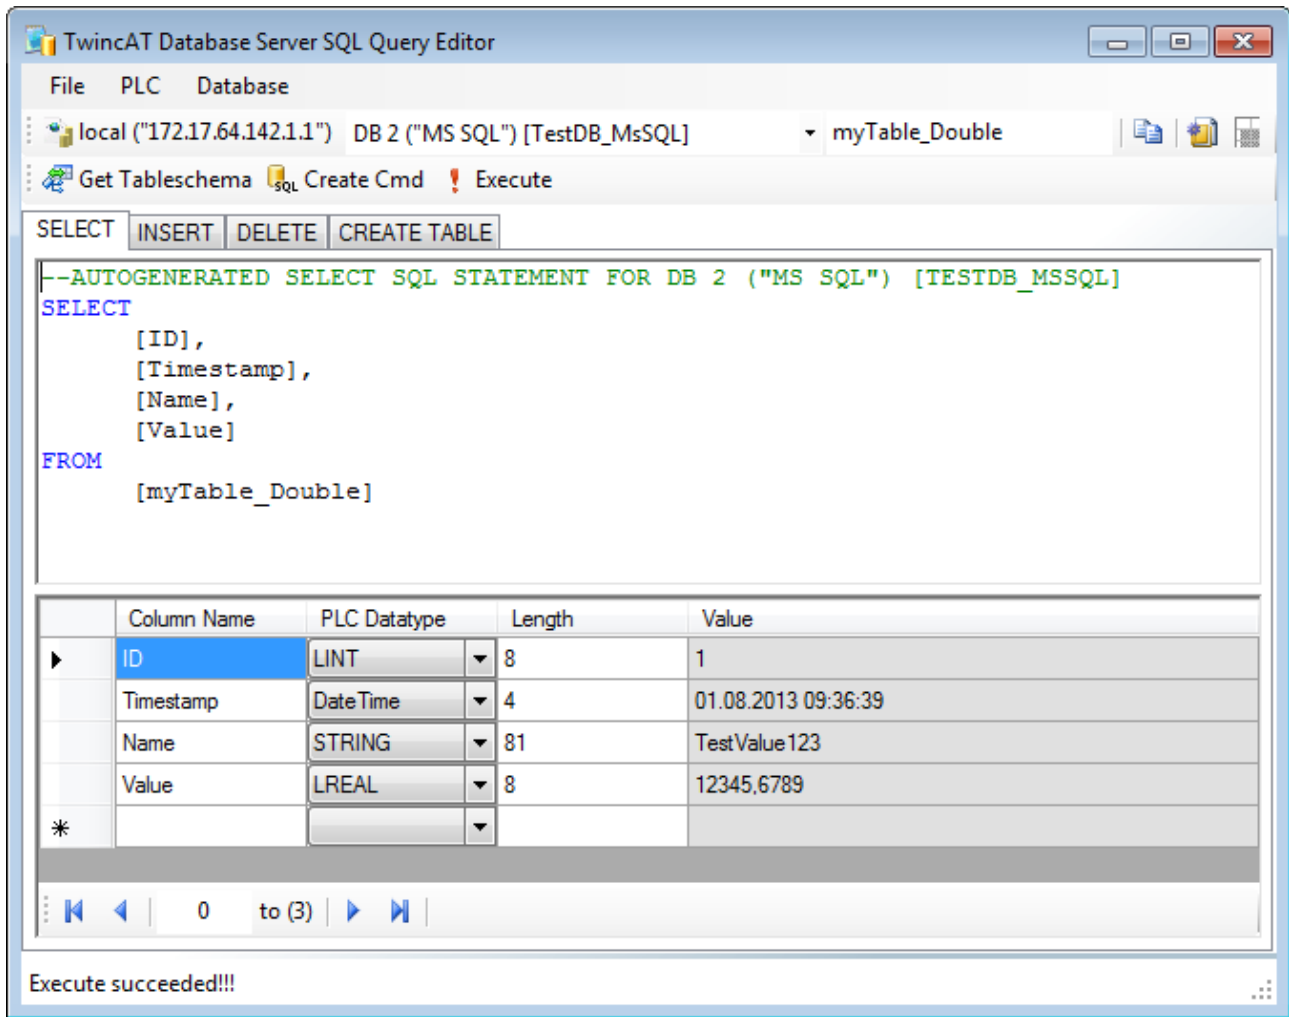 TwincAT Database Server SQL Query Editor
File PLC Database
local ("172.17.64.142.1.1") DB 2 ("MS SQL") [TestDB_MsSQL] myTable_Double
Get Tableschema SQL Create Cmd Execute
SELECT INSERT DELETE CREATE TABLE
--AUTOGENERATED SELECT SQL STATEMENT FOR DB 2 ("MS SQL") [TESTDB_MSSQL]
SELECT
[ID],
[Timestamp],
[Name],
[Value]
FROM
[myTable_Double]
Column Name PLC Datatype Length Value
ID LINT 8 1
Timestamp DateTime 4 01.08.2013 09:36:39
Name STRING 81 TestValue123
Value LREAL 8 12345,6789
0 to (3)
Execute succeeded!!!